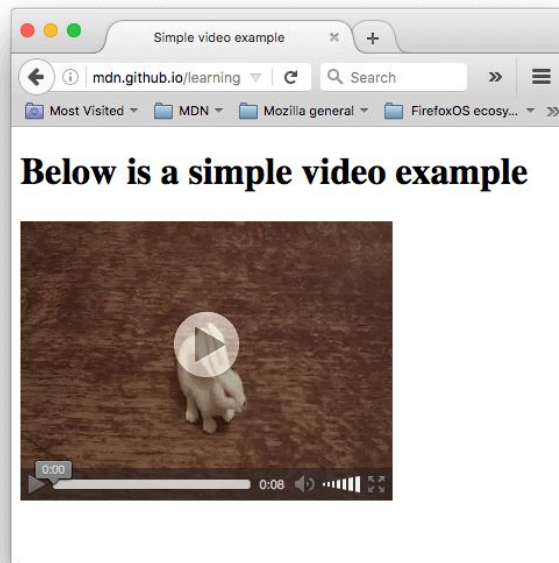 Simple video example
mdn.github.io/learning
Search
Most Visited
MDN
Mozilla general
FirefoxOS ecosy...
Below is a simple video example
0:00
0:08